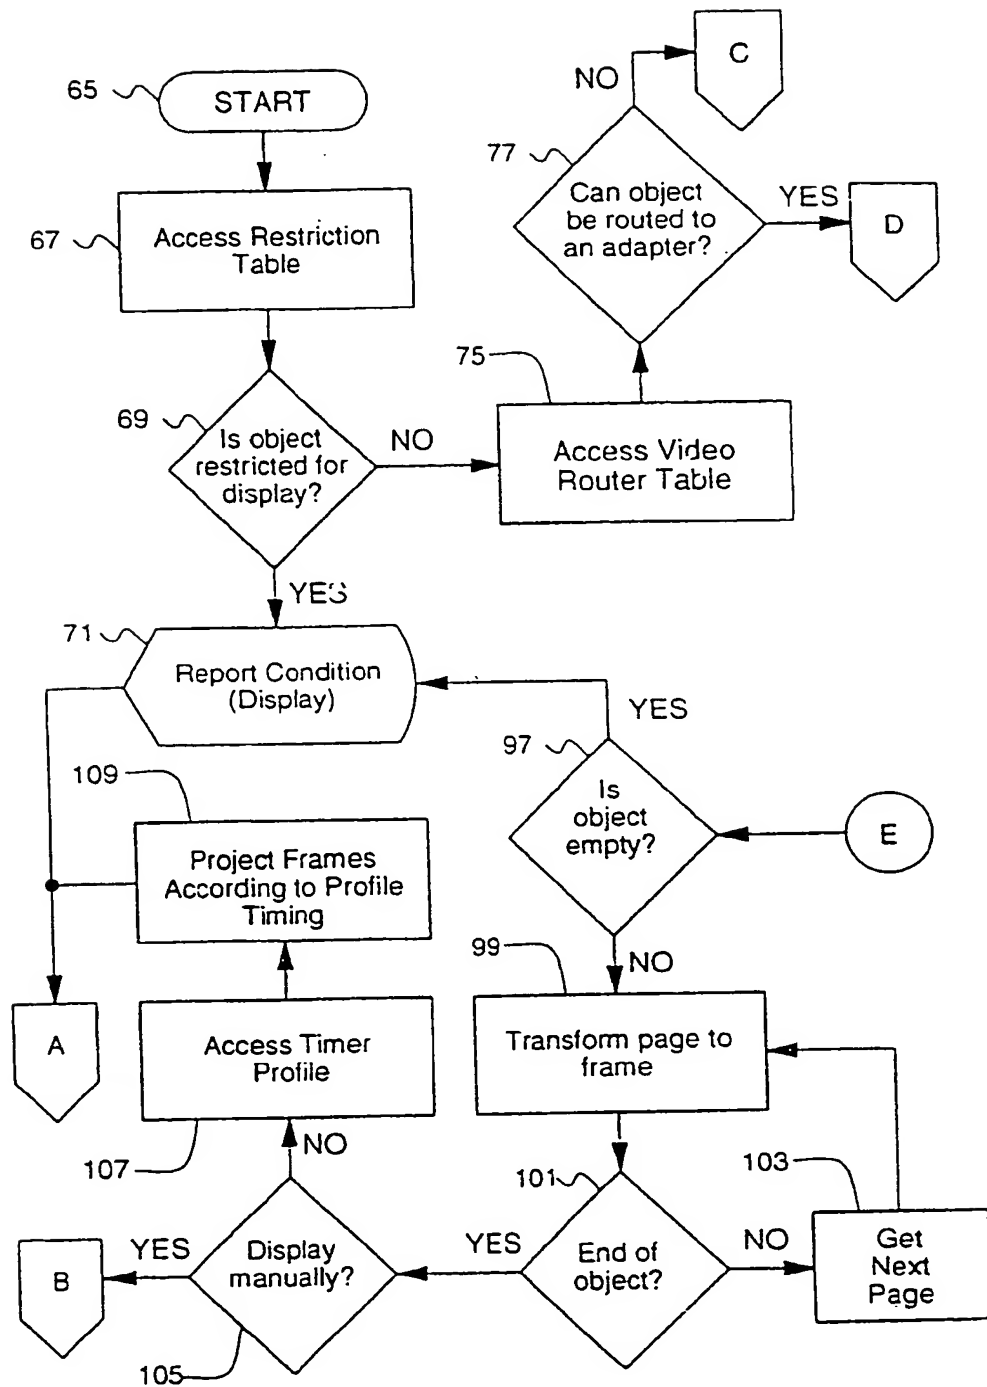 65
START
67
Access Restriction
Table
69
Is object
restricted for
display?
NO
YES
75
Access Video
Router Table
77
Can object
be routed to
an adapter?
NO
C
YES
D
71
Report Condition
(Display)
YES
97
Is
object
empty?
E
NO
109
Project Frames
According to Profile
Timing
A
99
Transform page to
frame
Access Timer
Profile
107
NO
101
End of
object?
NO
103
Get
Next
Page
YES
Display
manually?
105
YES
B